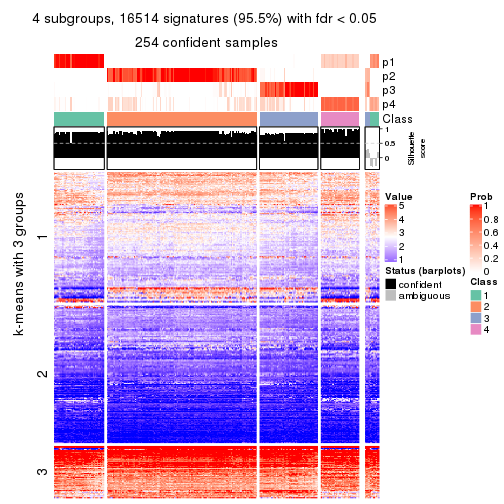 4 subgroups, 16514 signatures (95.5%) with fdr < 0.05
254 confident samples
p1
p2
p3
p4
Class
1
0.5
0
Silhouette
score
k-means with 3 groups
1
2
3
Value
5
4
3
2
1
Status (barplots)
confident
ambiguous
Prob
1
0.8
0.6
0.4
0.2
0
Class
1
2
3
4